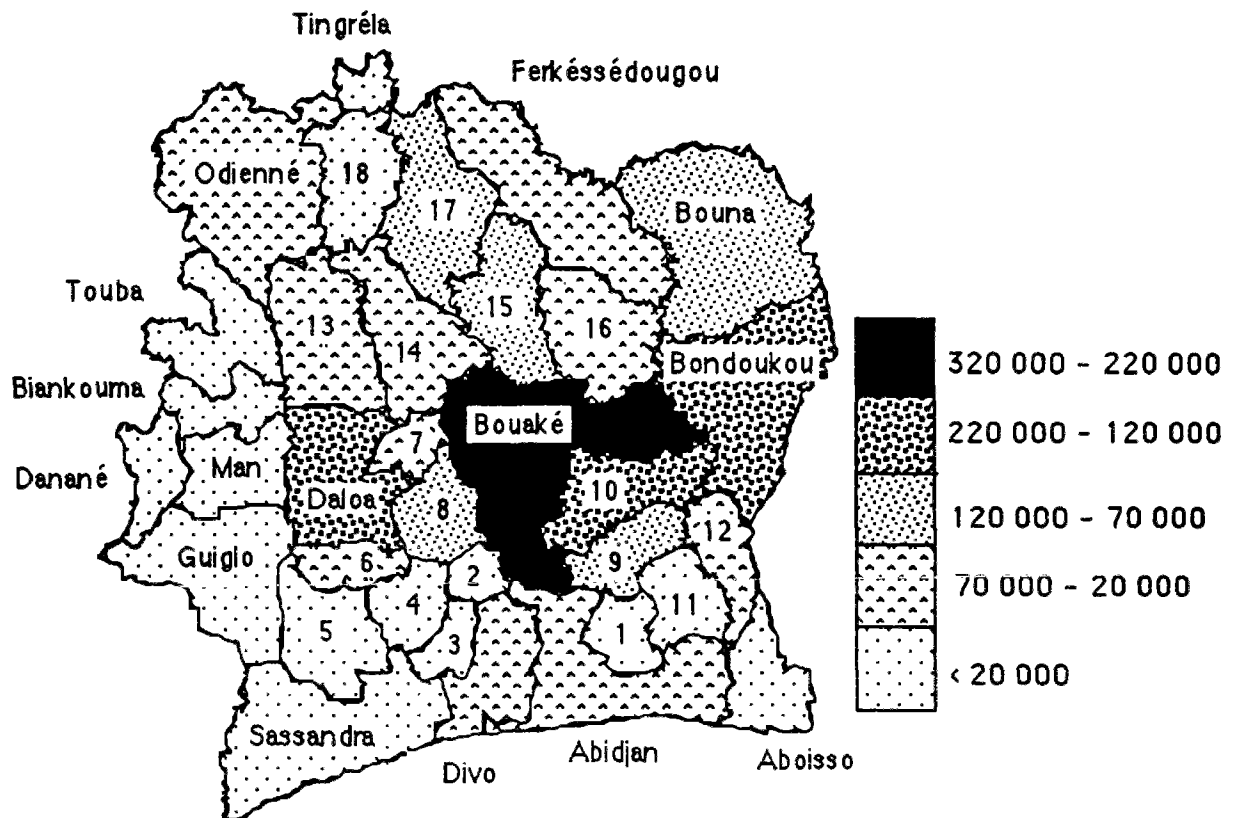 Tingréla
Ferkéssédougou
Odienné
18
17
Bouna
Touba
13
14
15
16
Bondoukou
320 000 - 220 000
Biankouma
Bouaké
7
220 000 - 120 000
Danané
Man
Daloa
8
10
120 000 - 70 000
Guiglo
6
2
9
12
70 000 - 20 000
5
4
3
1
11
< 20 000
Sassandra
Divo
Abidjan
Aboisso